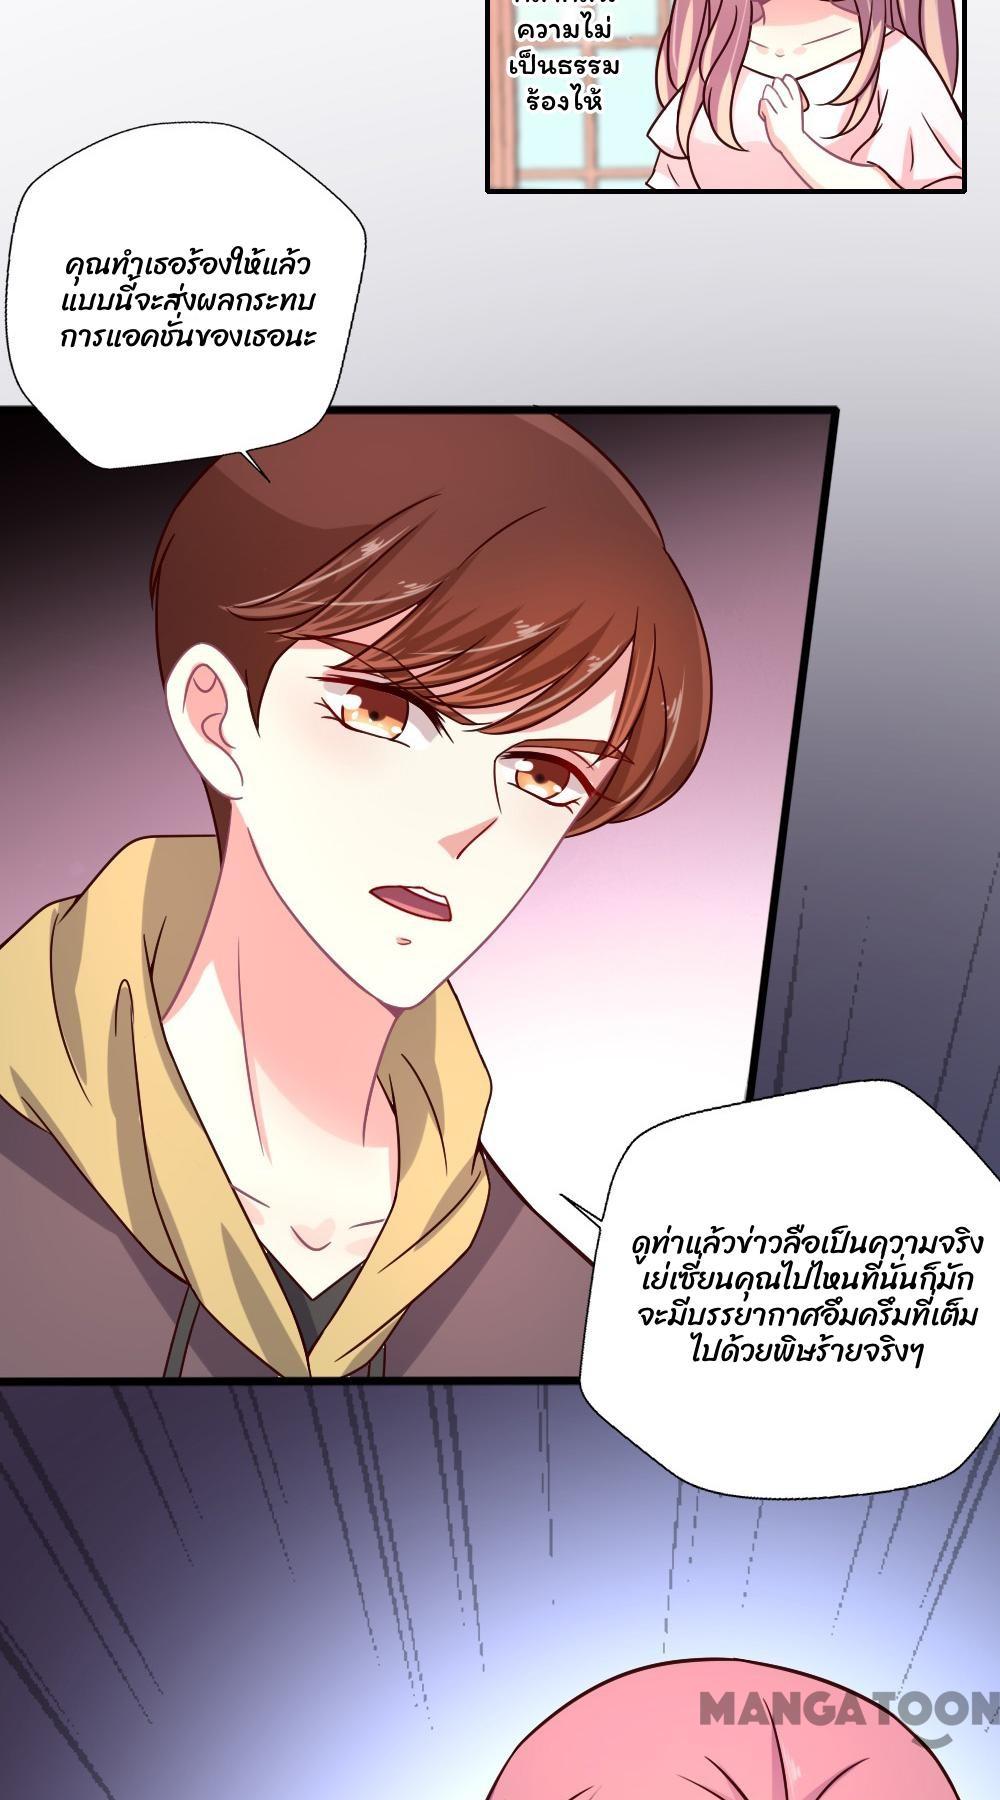 ความไม่
เป็นธรรม
ร้องไห้
คุณทำเธอร้องให้แล้ว
แบบนี้จะส่งผลกระทบ
การแอคชั่นของเธอนะ
ดูท่าแล้วข่าวลือเป็นความจริง
เย่เซี่ยนคุณไปไหนที่นั่นก็มัก
จะมีบรรยากาศอึมครึมที่เต็ม
ไปด้วยพิษร้ายจริงๆ
MANGATOON